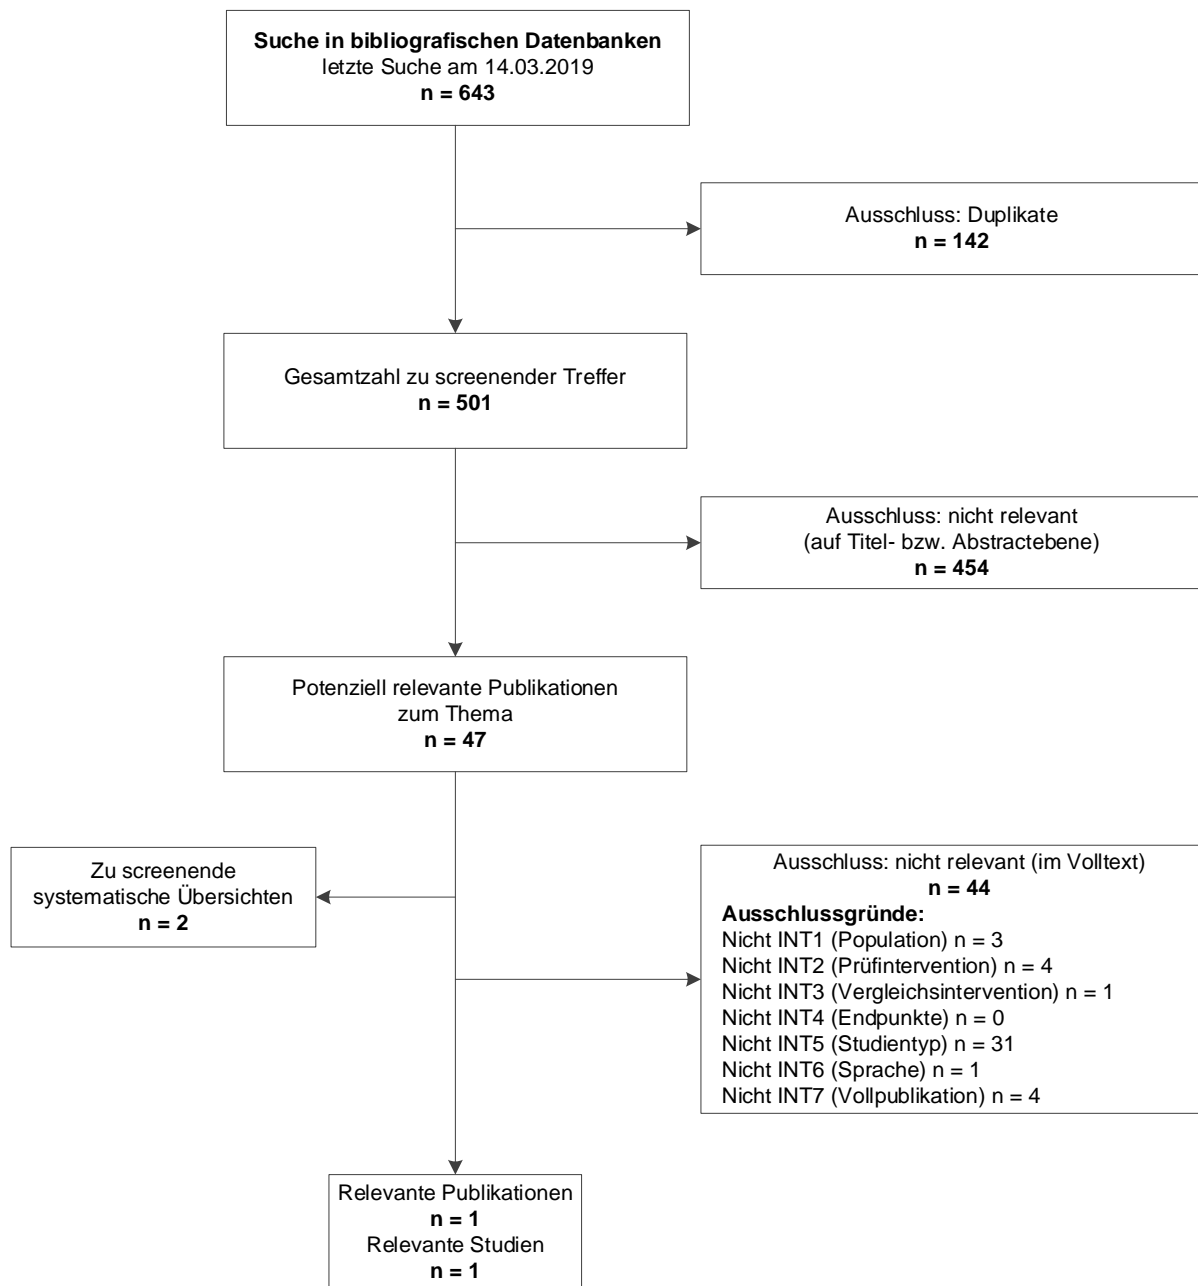 Suche in bibliografischen Datenbanken
letzte Suche am 14.03.2019
n = 643
Ausschluss: Duplikate
n = 142
Gesamtzahl zu screenender Treffer
n = 501
Ausschluss: nicht relevant
(auf Titel- bzw. Abstractebene)
n = 454
Potenziell relevante Publikationen
zum Thema
n = 47
Zu screenende
systematische Übersichten
n = 2
Ausschluss: nicht relevant (im Volltext)
n = 44
Ausschlussgründe:
Nicht INT1 (Population) n = 3
Nicht INT2 (Prüfintervention) n = 4
Nicht INT3 (Vergleichsintervention) n = 1
Nicht INT4 (Endpunkte) n = 0
Nicht INT5 (Studientyp) n = 31
Nicht INT6 (Sprache) n = 1
Nicht INT7 (Vollpublikation) n = 4
Relevante Publikationen
n = 1
Relevante Studien
n = 1